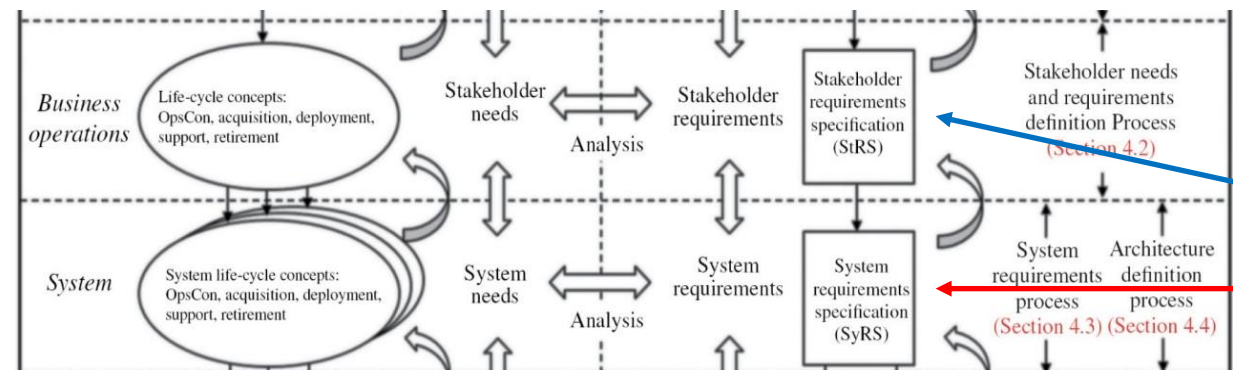 Business
operations
Life-cycle concepts:
OpsCon, acquisition, deployment,
support, retirement
Stakeholder
needs
Analysis
Stakeholder
requirements
Stakeholder
requirements
specification
(StRS)
Stakeholder needs
and requirements
definition Process
(Section 4.2)
System
System life-cycle concepts:
OpsCon, acquisition, deployment,
support, retirement
System
needs
Analysis
System
requirements
System
requirements
specification
(SyRS)
System
requirements
process
(Section 4.3)
Architecture
definition
process
(Section 4.4)